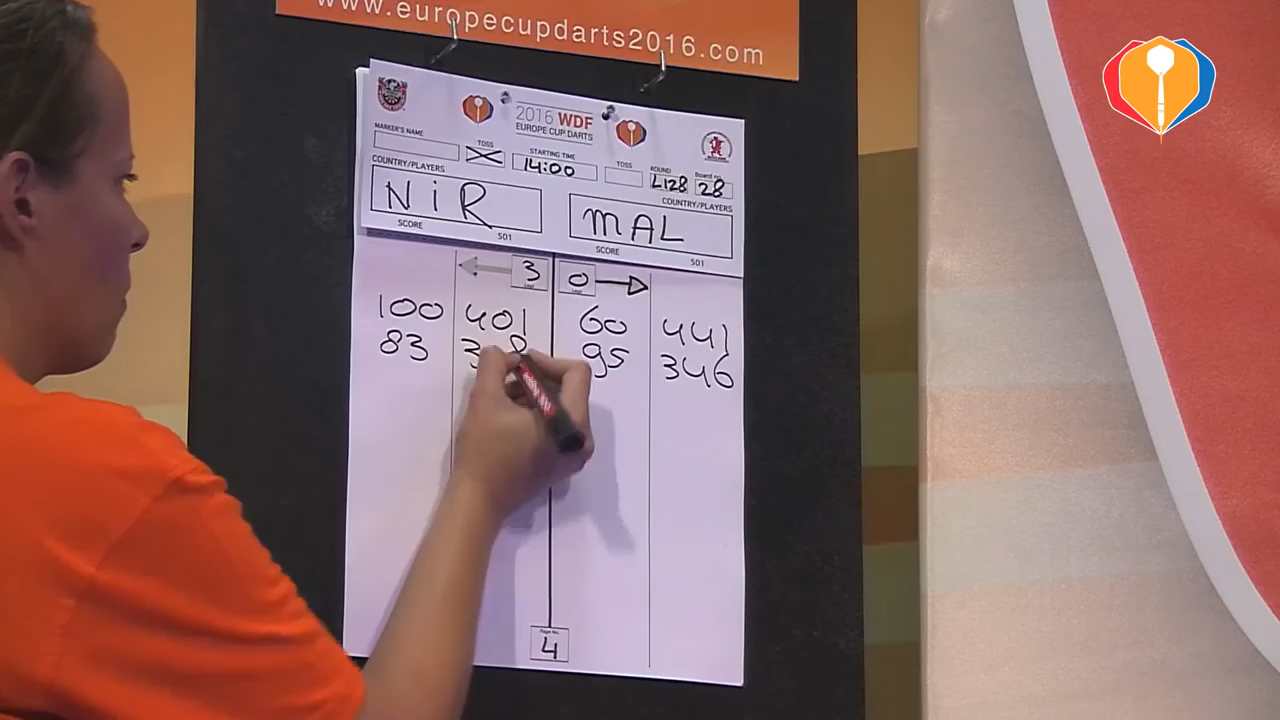 www.europecupdarts2016.com
2016 WDF
EUROPE CUP DARTS
MARKER'S NAME
TOSS
STARTING TIME
14:00
TOSS
ROUND
L128
Board no.
28
COUNTRY/PLAYERS
NiR
COUNTRY/PLAYERS
MAL
SCORE
501
SCORE
501
3
0
100 401 60 441
83 95 346
Page No.
4